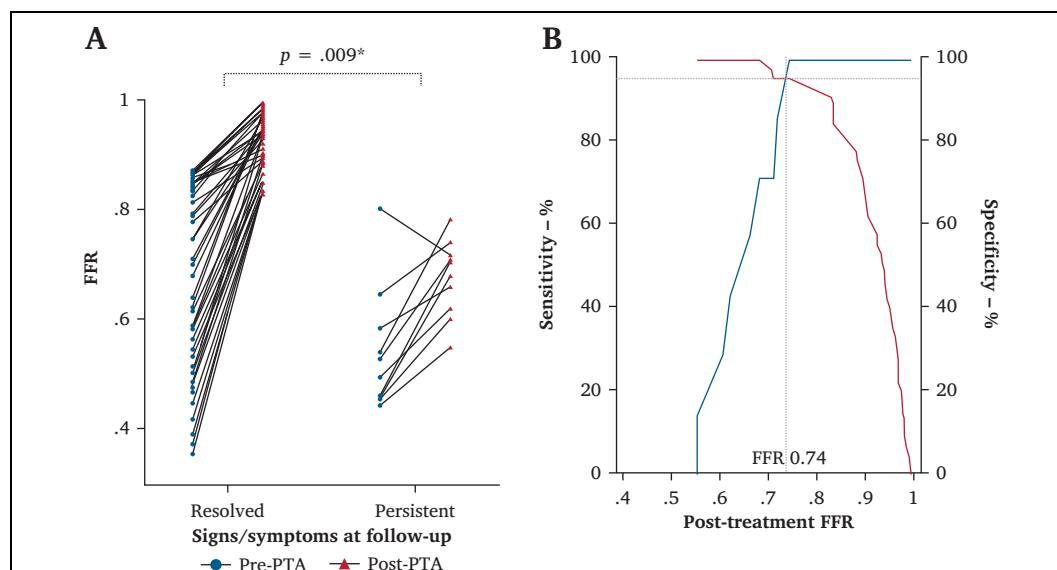 A
p = .009*
1
.8
.6
.4
FFR
Resolved Persistent
Signs/symptoms at follow-up
Pre-PTA Post-PTA
B
100 100
80 80
60 60
40 40
20 20
0 0
Sensitivity – %
Specificity – %
FFR 0.74
.4 .5 .6 .7 .8 .9 1
Post-treatment FFR